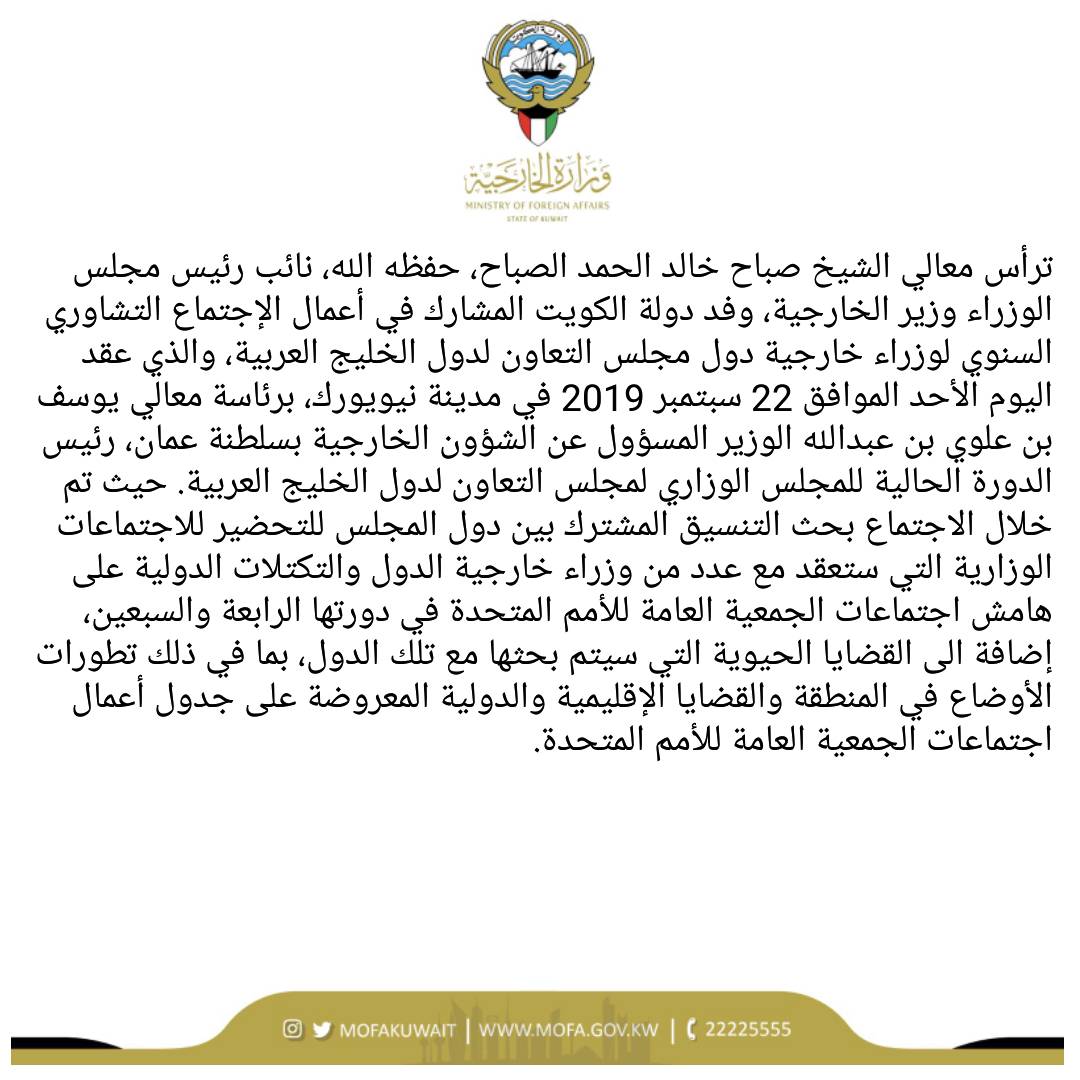 دولة الكويت
وزارة الخارجية
MINISTRY OF FOREIGN AFFAIRS
STATE OF KUWAIT
ترأس معالي الشيخ صباح خالد الحمد الصباح، حفظه الله، نائب رئيس مجلس
الوزراء وزير الخارجية، وفد دولة الكويت المشارك في أعمال الإجتماع التشاوري
السنوي لوزراء خارجية دول مجلس التعاون لدول الخليج العربية، والذي عقد
اليوم الأحد الموافق 22 سبتمبر 2019 في مدينة نيويورك، برئاسة معالي يوسف
بن علوي بن عبدالله الوزير المسؤول عن الشؤون الخارجية بسلطنة عمان، رئيس
الدورة الحالية للمجلس الوزاري لمجلس التعاون لدول الخليج العربية. حيث تم
خلال الاجتماع بحث التنسيق المشترك بين دول المجلس للتحضير للاجتماعات
الوزارية التي ستعقد مع عدد من وزراء خارجية الدول والتكتلات الدولية على
هامش اجتماعات الجمعية العامة للأمم المتحدة في دورتها الرابعة والسبعين،
إضافة الى القضايا الحيوية التي سيتم بحثها مع تلك الدول، بما في ذلك تطورات
الأوضاع في المنطقة والقضايا الإقليمية والدولية المعروضة على جدول أعمال
اجتماعات الجمعية العامة للأمم المتحدة.
MOFAKUWAIT | WWW.MOFA.GOV.KW | 22225555